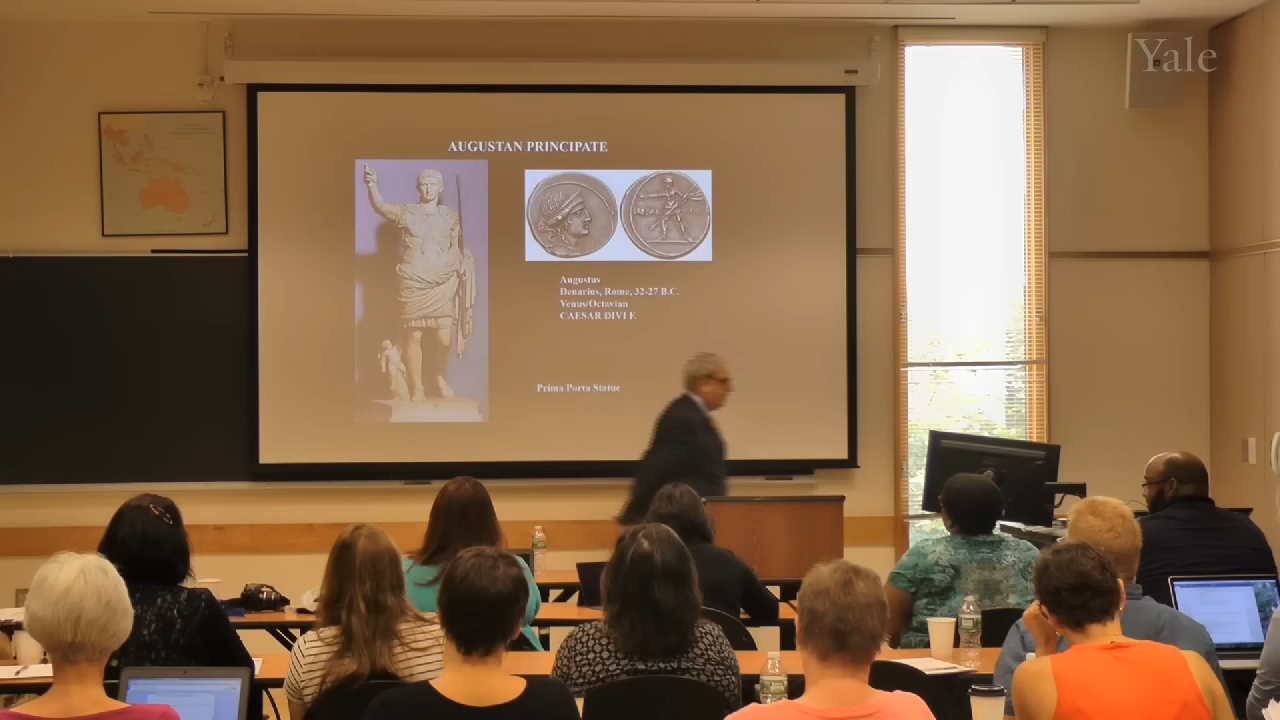 Yale
AUGUSTAN PRINCIPATE
Augustus
Denarius, Rome, 32-27 B.C.
Venus/Octavian
CAESAR DIVI F
Prima Porta Statue